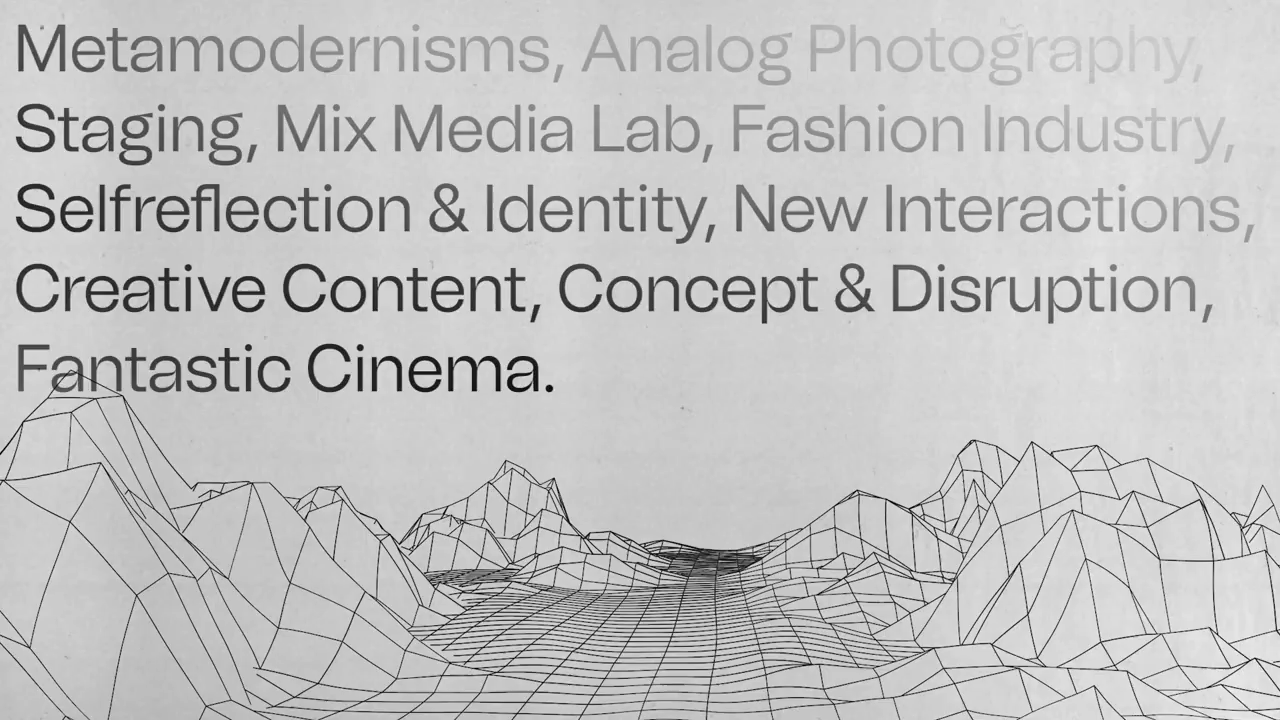 Metamodernisms, Analog Photography,
Staging, Mix Media Lab, Fashion Industry,
Selfreflection & Identity, New Interactions,
Creative Content, Concept & Disruption,
Fantastic Cinema.